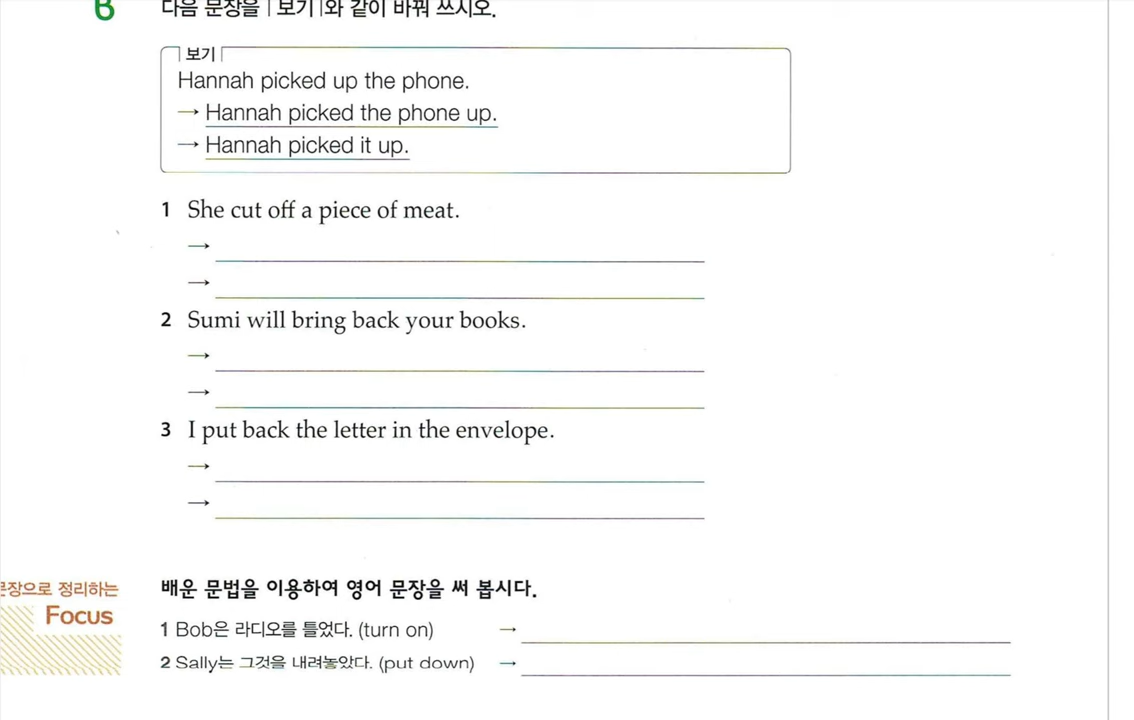 B 다음 문장을 |보기|와 같이 바꿔 쓰시오.
보기
Hannah picked up the phone.
→ Hannah picked the phone up.
→ Hannah picked it up.
1 She cut off a piece of meat.
→
→
2 Sumi will bring back your books.
→
→
3 I put back the letter in the envelope.
→
→
문장으로 정리하는
Focus
배운 문법을 이용하여 영어 문장을 써 봅시다.
1 Bob은 라디오를 틀었다. (turn on) →
2 Sally는 그것을 내려놓았다. (put down) →